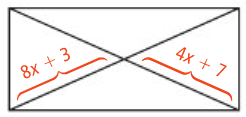 8x + 3
4x + 7